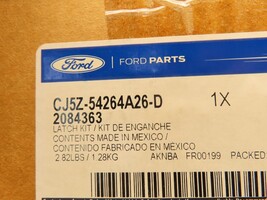 Ford
FORD PARTS
CJ5Z-54264A26-D 1X
2084363
LATCH KIT / KIT DE ENGANCHE
CONTENTS MADE IN MEXICO /
CONTENIDO FABRICADO EN MÉXICO
2.82LBS / 1.28KG AKNBA FR00199 PACKED